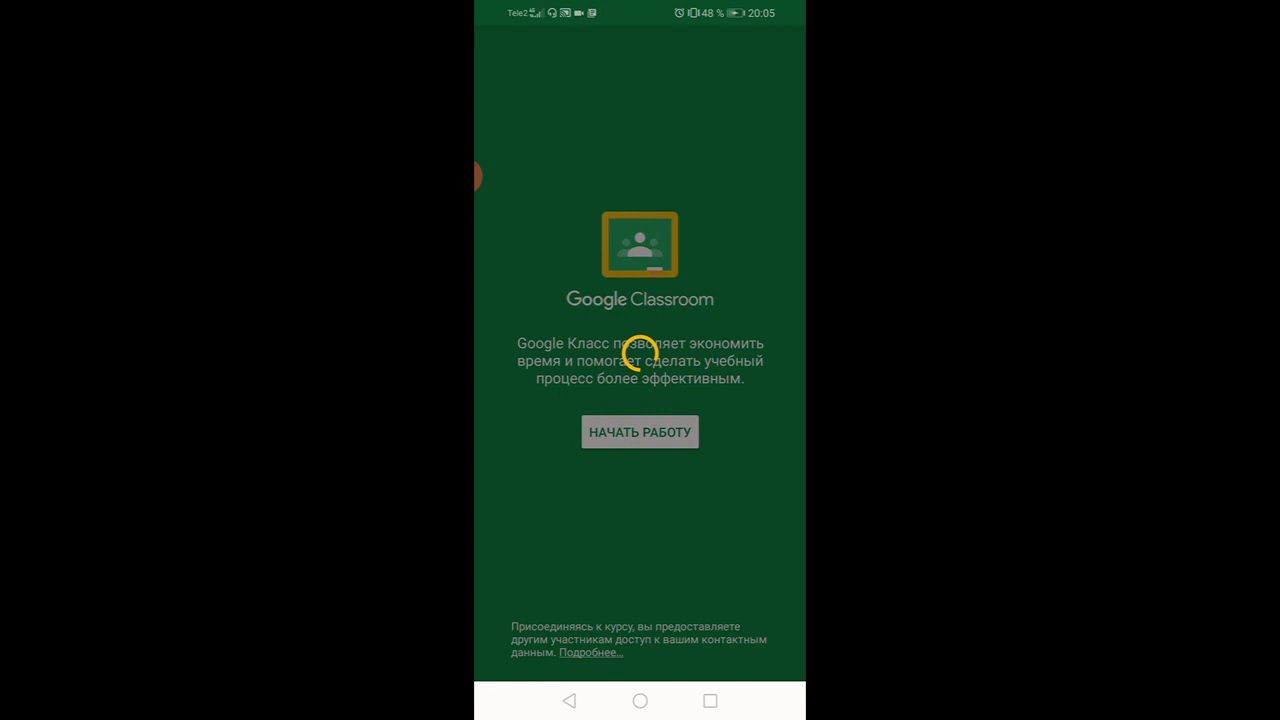 Tele2 48 % 20:05
Google Classroom
Google Класс позволяет экономить
время и помогает сделать учебный
процесс более эффективным.
НАЧАТЬ РАБОТУ
Присоединяясь к курсу, вы предоставляете
другим участникам доступ к вашим контактным
данным. Подробнее...